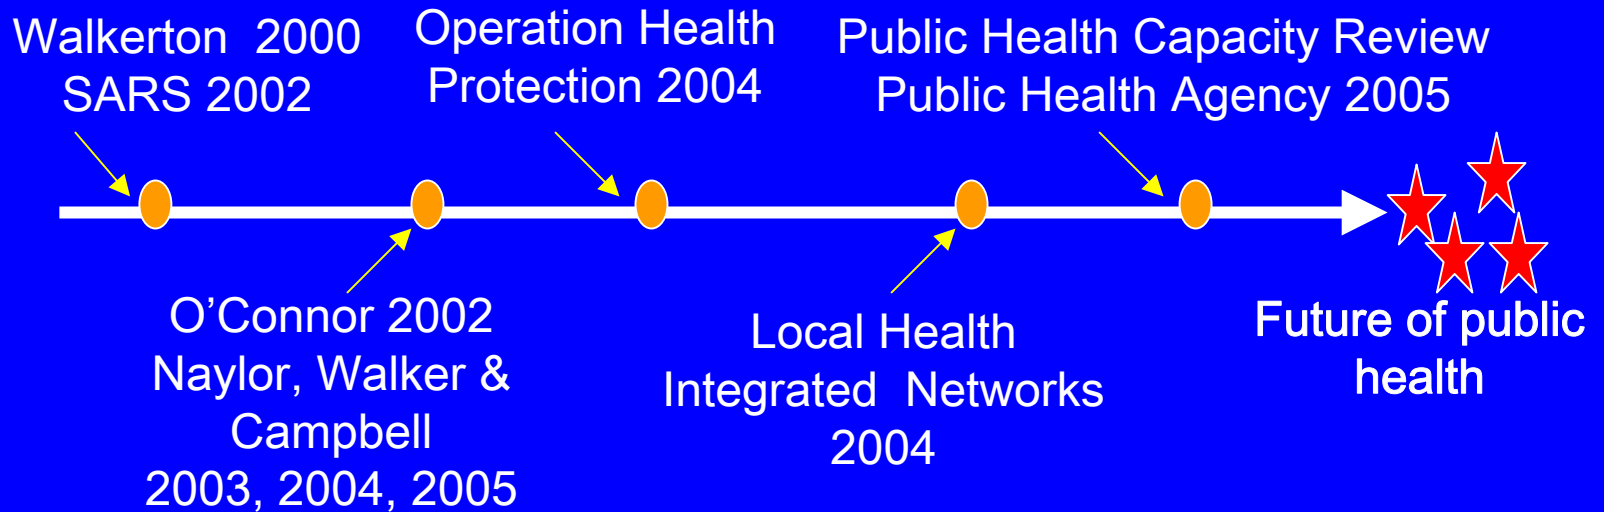 Walkerton  2000
SARS 2002
Operation Health
Protection 2004
Public Health Capacity Review
Public Health Agency 2005
O’Connor 2002
Naylor, Walker &
Campbell
2003, 2004, 2005
Local Health
Integrated  Networks
2004
Future of public
health